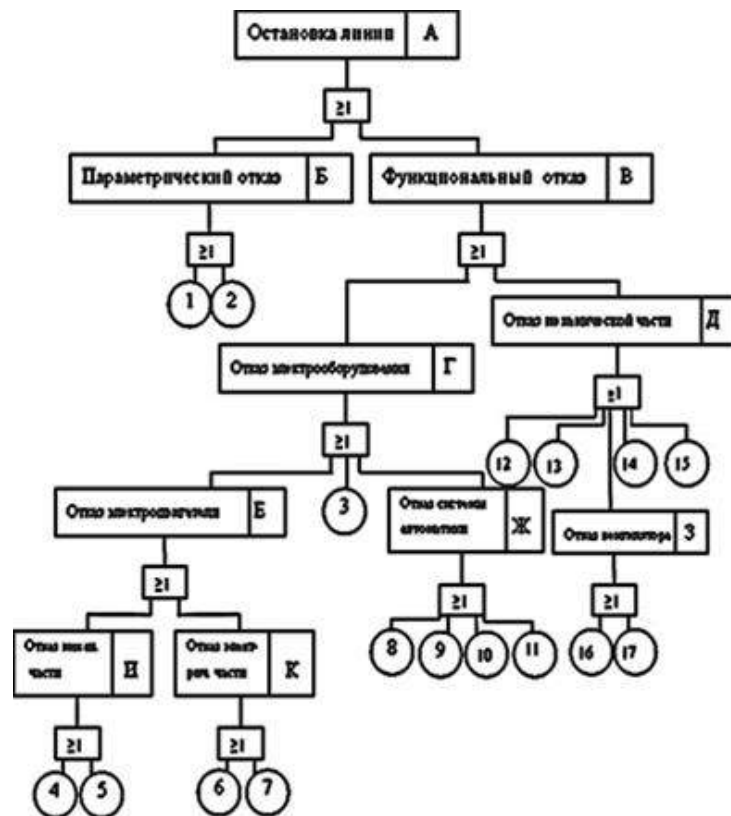 Остановка линии А
≥1
Параметрический отказ Б
Функциональный отказ В
≥1
≥1
1 2
Отказ механической части Д
Отказ электрооборудования Г
≥1
≥1
12 13 14 15
Отказ электродвигателя Б
3
Отказ системы
автоматики
Ж
Отказ вентилятора З
≥1
≥1
≥1
Отказ механ.
части
И
Отказ
рич. части
К
8 9 10 11
16 17
≥1
≥1
4 5
6 7